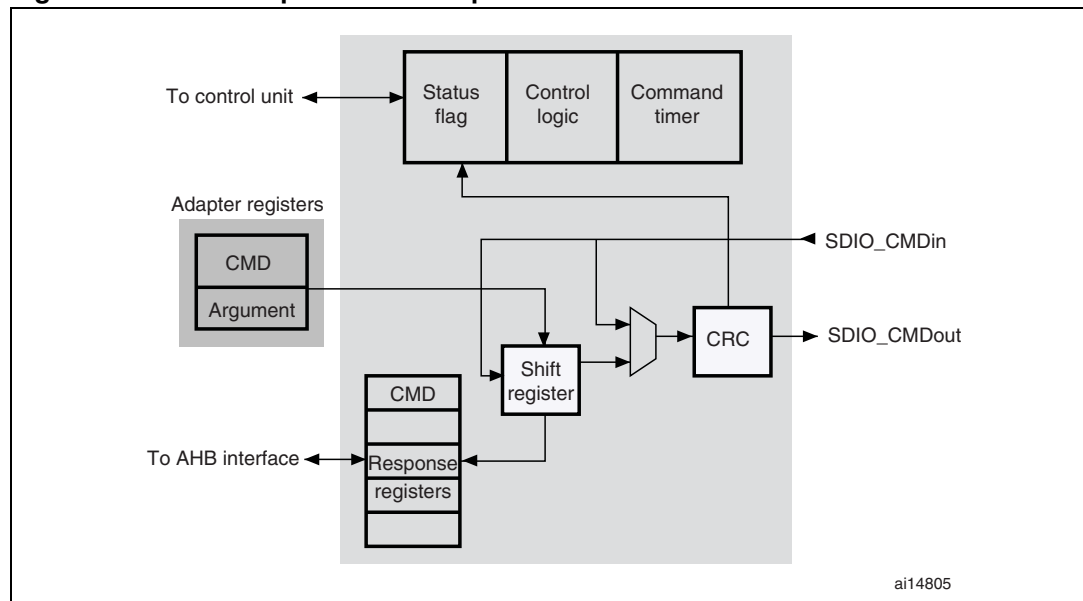 To control unit
Status
flag
Control
logic
Command
timer
Adapter registers
CMD
Argument
SDIO_CMDin
SDIO_CMDout
CRC
Shift
register
CMD
Response
registers
To AHB interface
ai14805